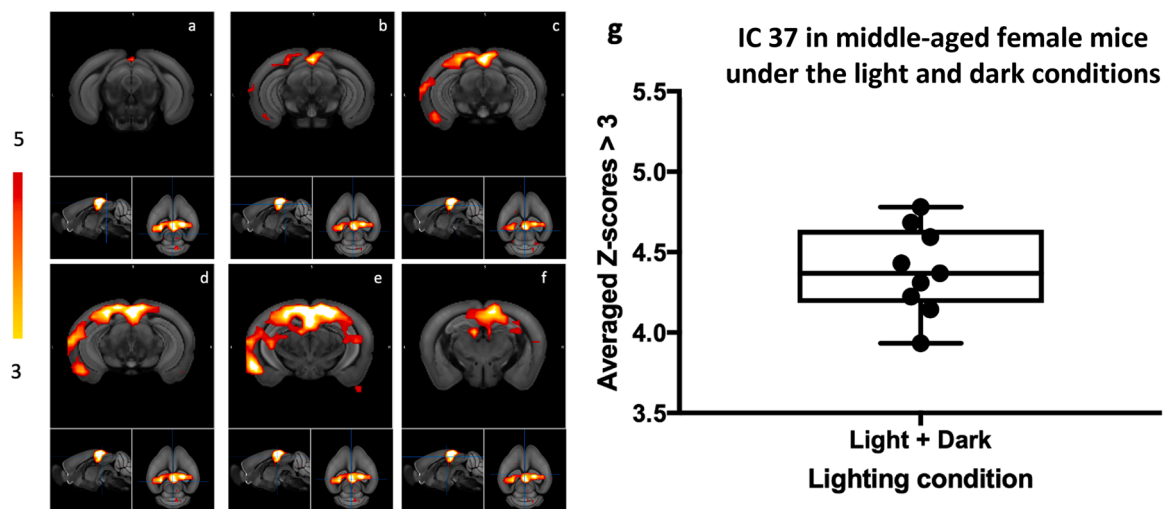 a
b
c
5
3
d
e
f
g
IC 37 in middle-aged female mice
under the light and dark conditions
Averaged Z-scores > 3
5.5
5.0
4.5
4.0
3.5
Light + Dark
Lighting condition